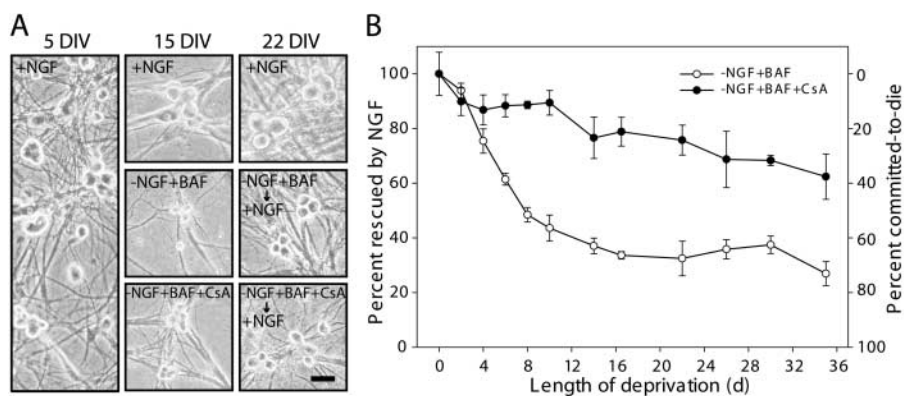 A
5 DIV
15 DIV
22 DIV
+NGF
+NGF
+NGF
-NGF+BAF
-NGF+BAF
↓
+NGF
-NGF+BAF+CsA
-NGF+BAF+CsA
↓
+NGF
B
-NGF+BAF
-NGF+BAF+CsA
Percent rescued by NGF
100
80
60
40
20
0
0
20
40
60
80
100
Percent committed-to-die
0 4 8 12 16 20 24 28 32 36
Length of deprivation (d)